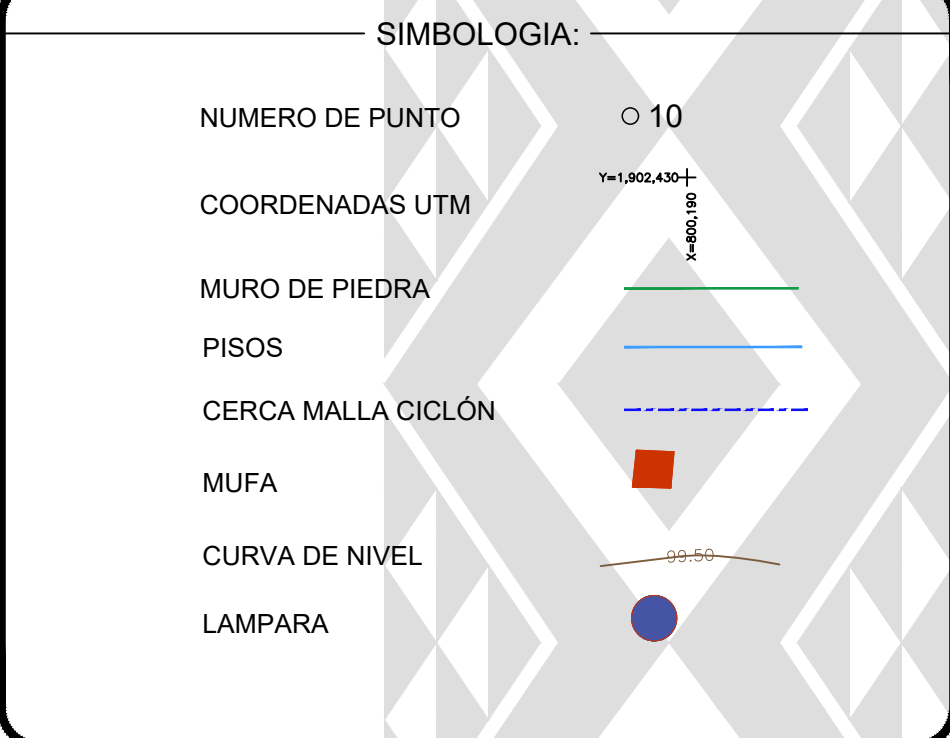 SIMBOLOGIA:
NUMERO DE PUNTO 10
Y=1,902,430
COORDENADAS UTM
X=800,190
MURO DE PIEDRA
PISOS
CERCA MALLA CICLÓN
MUFA
CURVA DE NIVEL 99.50
LAMPARA